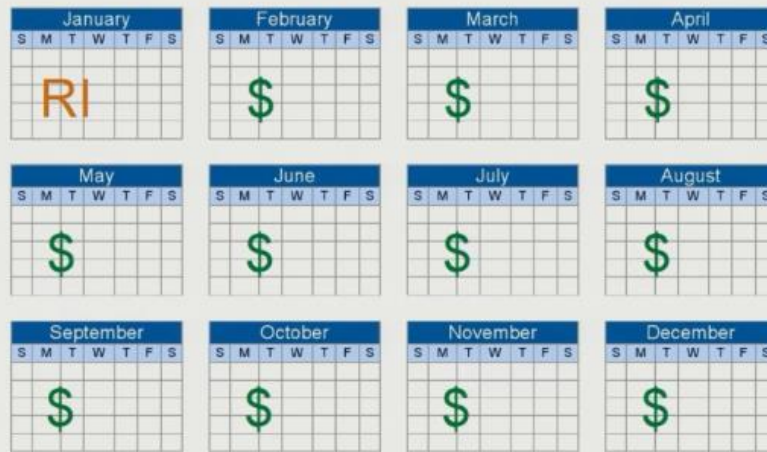 January February March April
S M T W T F S S M T W T F S S M T W T F S S M T W T F S
RI $ $ $
May June July August
S M T W T F S S M T W T F S S M T W T F S S M T W T F S
$ $ $ $
September October November December
S M T W T F S S M T W T F S S M T W T F S S M T W T F S
$ $ $ $